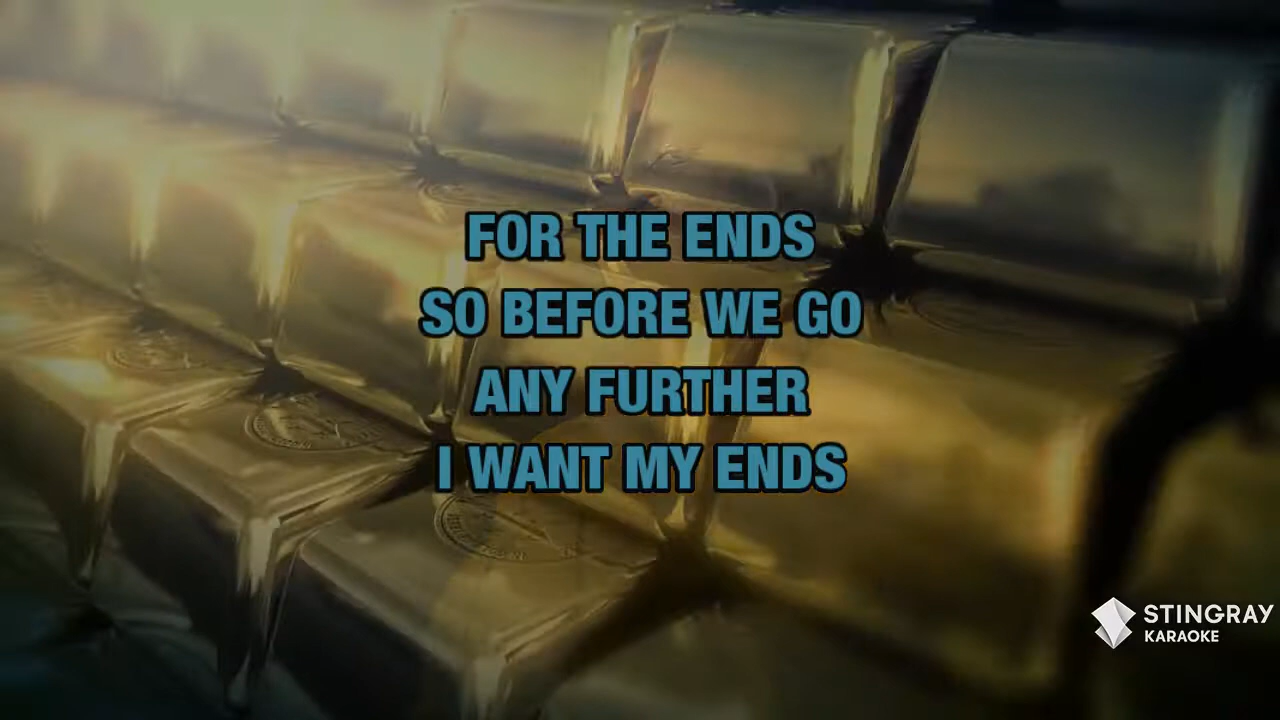 FOR THE ENDS
SO BEFORE WE GO
ANY FURTHER
I WANT MY ENDS
STINGRAY
KARAOKE